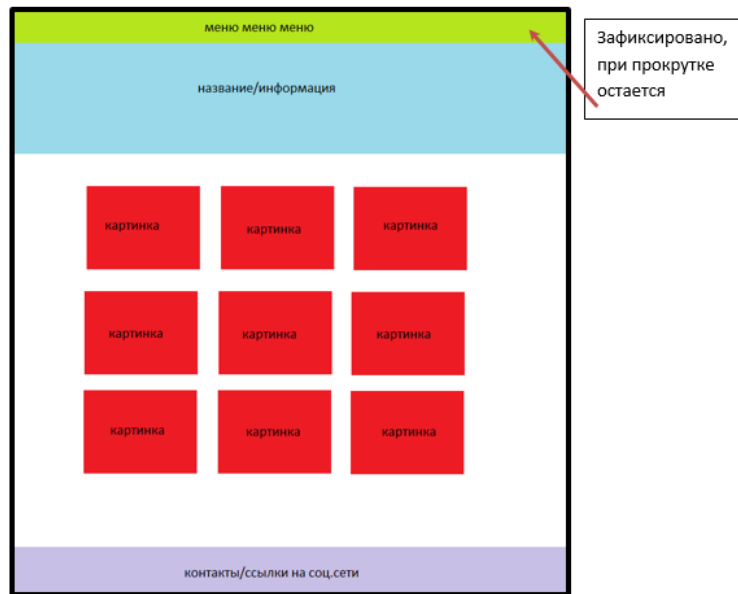 меню меню меню
Зафиксировано,
при прокрутке
остается
название/информация
картинка
картинка
картинка
картинка
картинка
картинка
картинка
картинка
картинка
контакты/ссылки на соц.сети